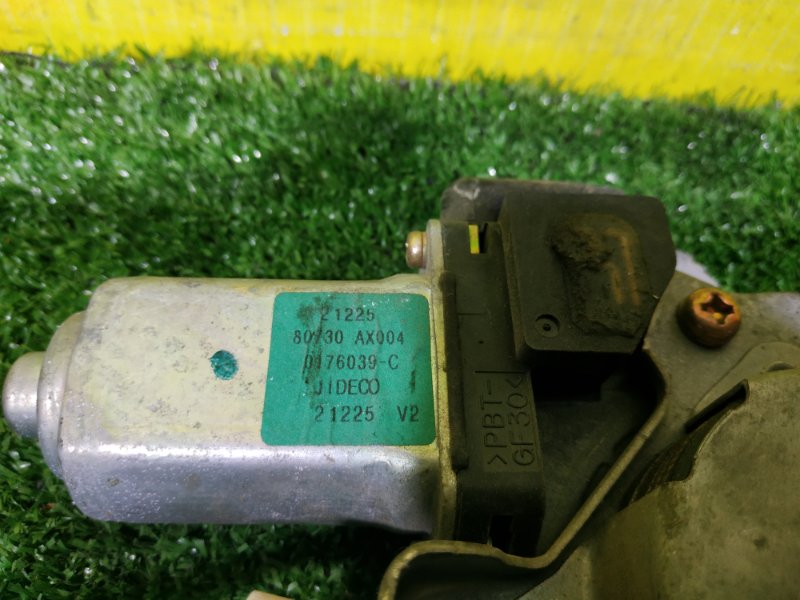 21225
80730 AX004
0176039-C
JIDECO
21225 V2
>PBT-
GF30<